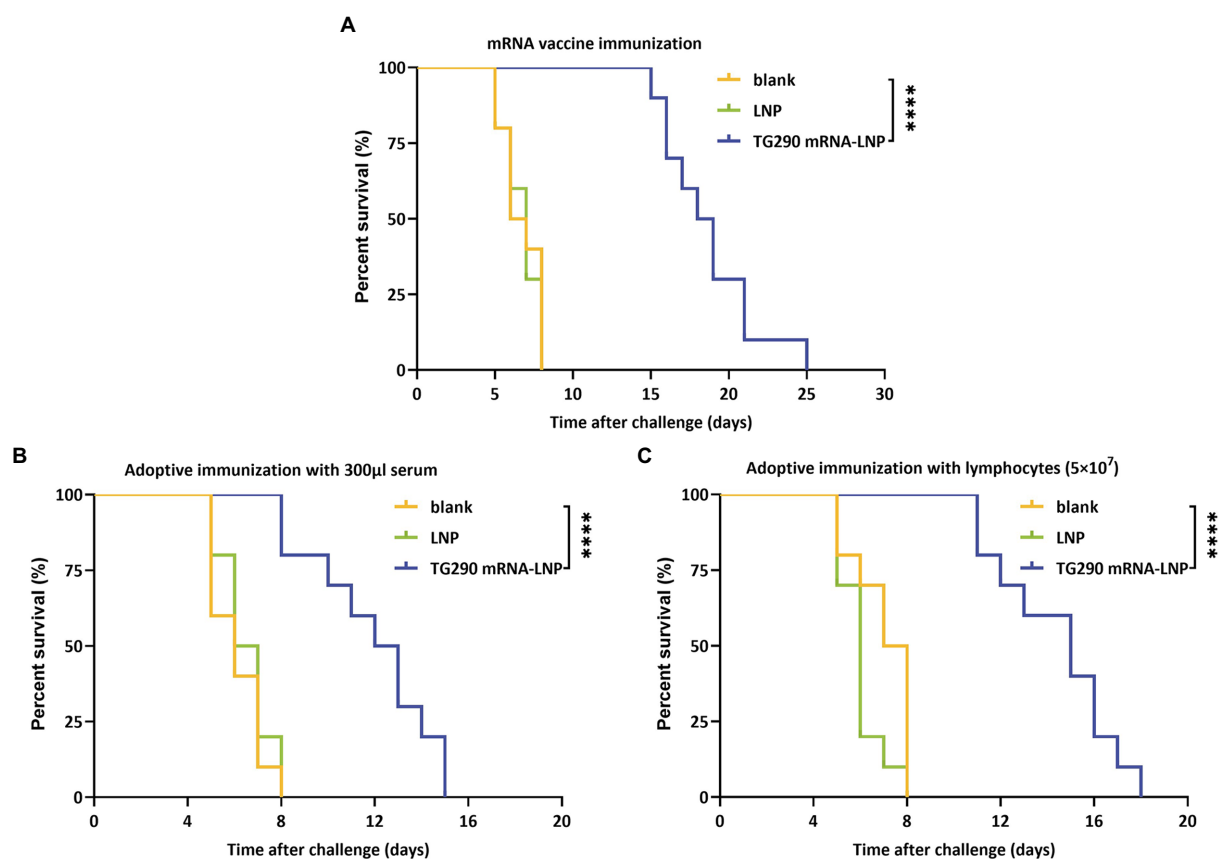 A
mRNA vaccine immunization
100
75
50
25
0
Percent survival (%)
blank
LNP
TG290 mRNA-LNP
****
0 5 10 15 20 25 30
Time after challenge (days)
B
Adoptive immunization with 300µl serum
100
75
50
25
0
Percent survival (%)
blank
LNP
TG290 mRNA-LNP
****
0 4 8 12 16 20
Time after challenge (days)
C
Adoptive immunization with lymphocytes (5×10⁷)
100
75
50
25
0
Percent survival (%)
blank
LNP
TG290 mRNA-LNP
****
0 4 8 12 16 20
Time after challenge (days)